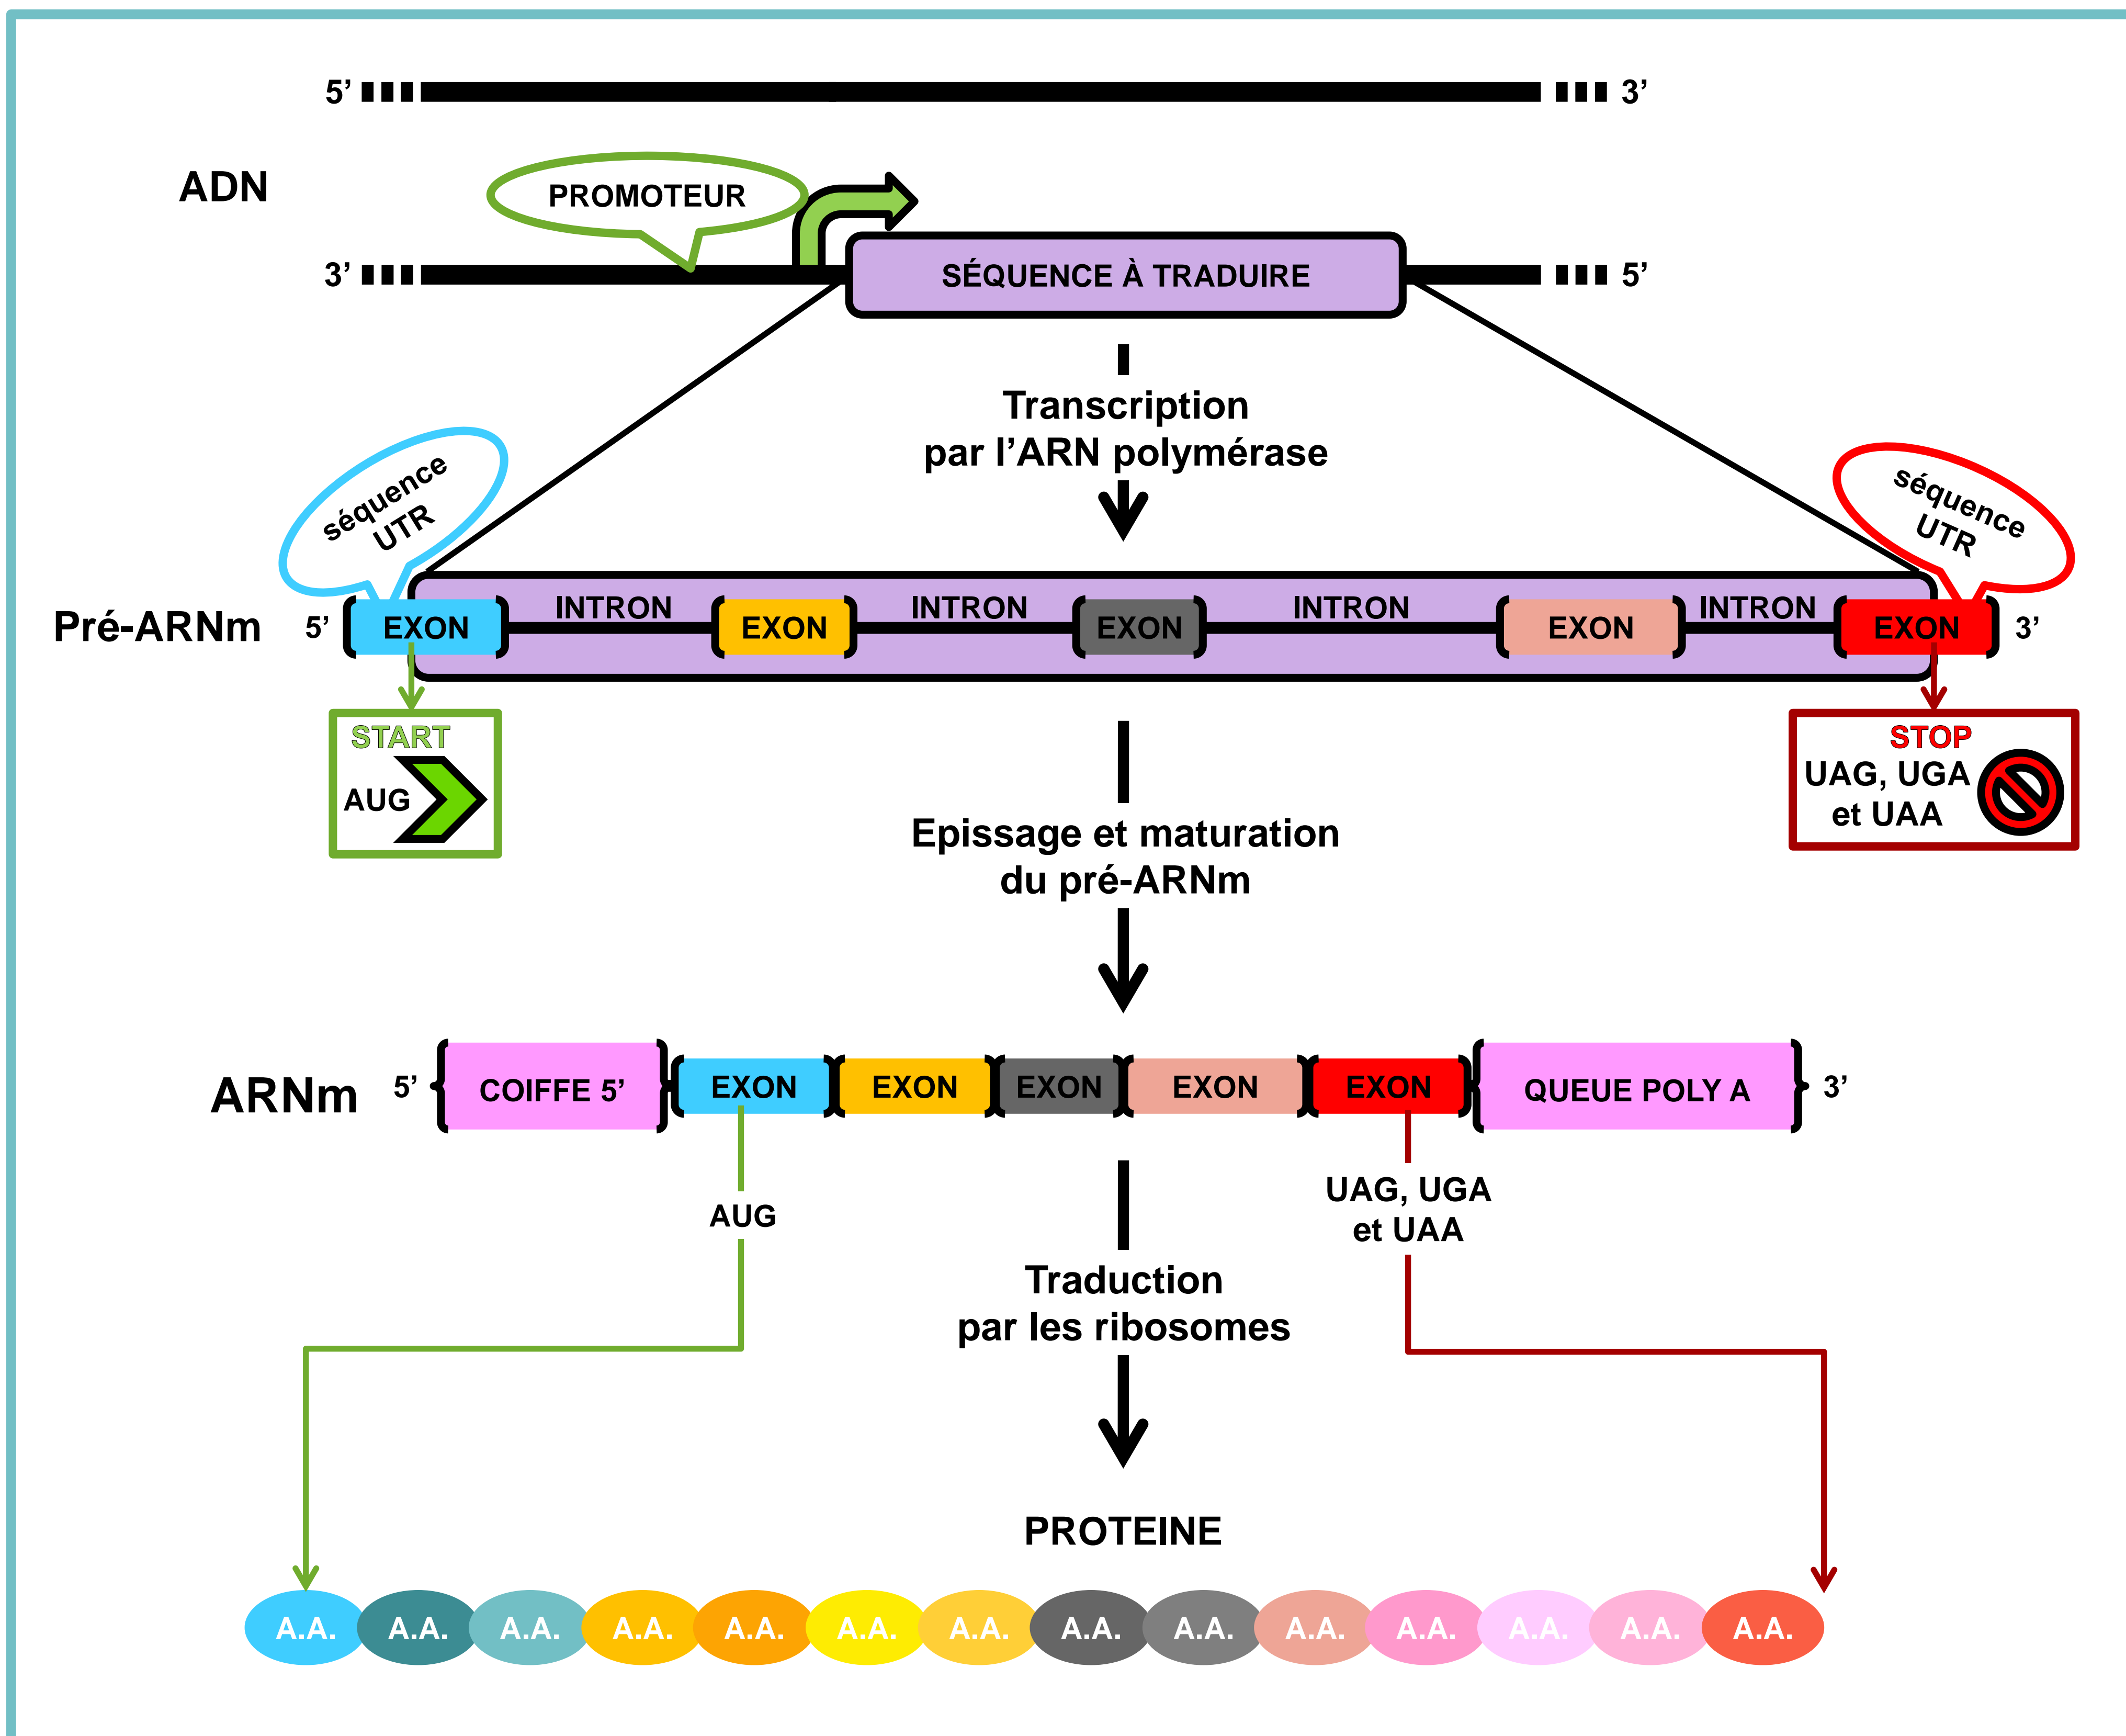 5’
3’
ADN
PROMOTEUR
3’
SÉQUENCE À TRADUIRE
5’
Transcription
par l’ARN polymérase
séquence
UTR
séquence
UTR
Pré-ARNm
5’
EXON
INTRON
EXON
INTRON
EXON
INTRON
EXON
INTRON
EXON
3’
START
AUG
STOP
UAG, UGA
et UAA
Epissage et maturation
du pré-ARNm
ARNm
5’
COIFFE 5’
EXON
EXON
EXON
EXON
EXON
QUEUE POLY A
3’
AUG
UAG, UGA
et UAA
Traduction
par les ribosomes
PROTEINE
A.A.
A.A.
A.A.
A.A.
A.A.
A.A.
A.A.
A.A.
A.A.
A.A.
A.A.
A.A.
A.A.
A.A.